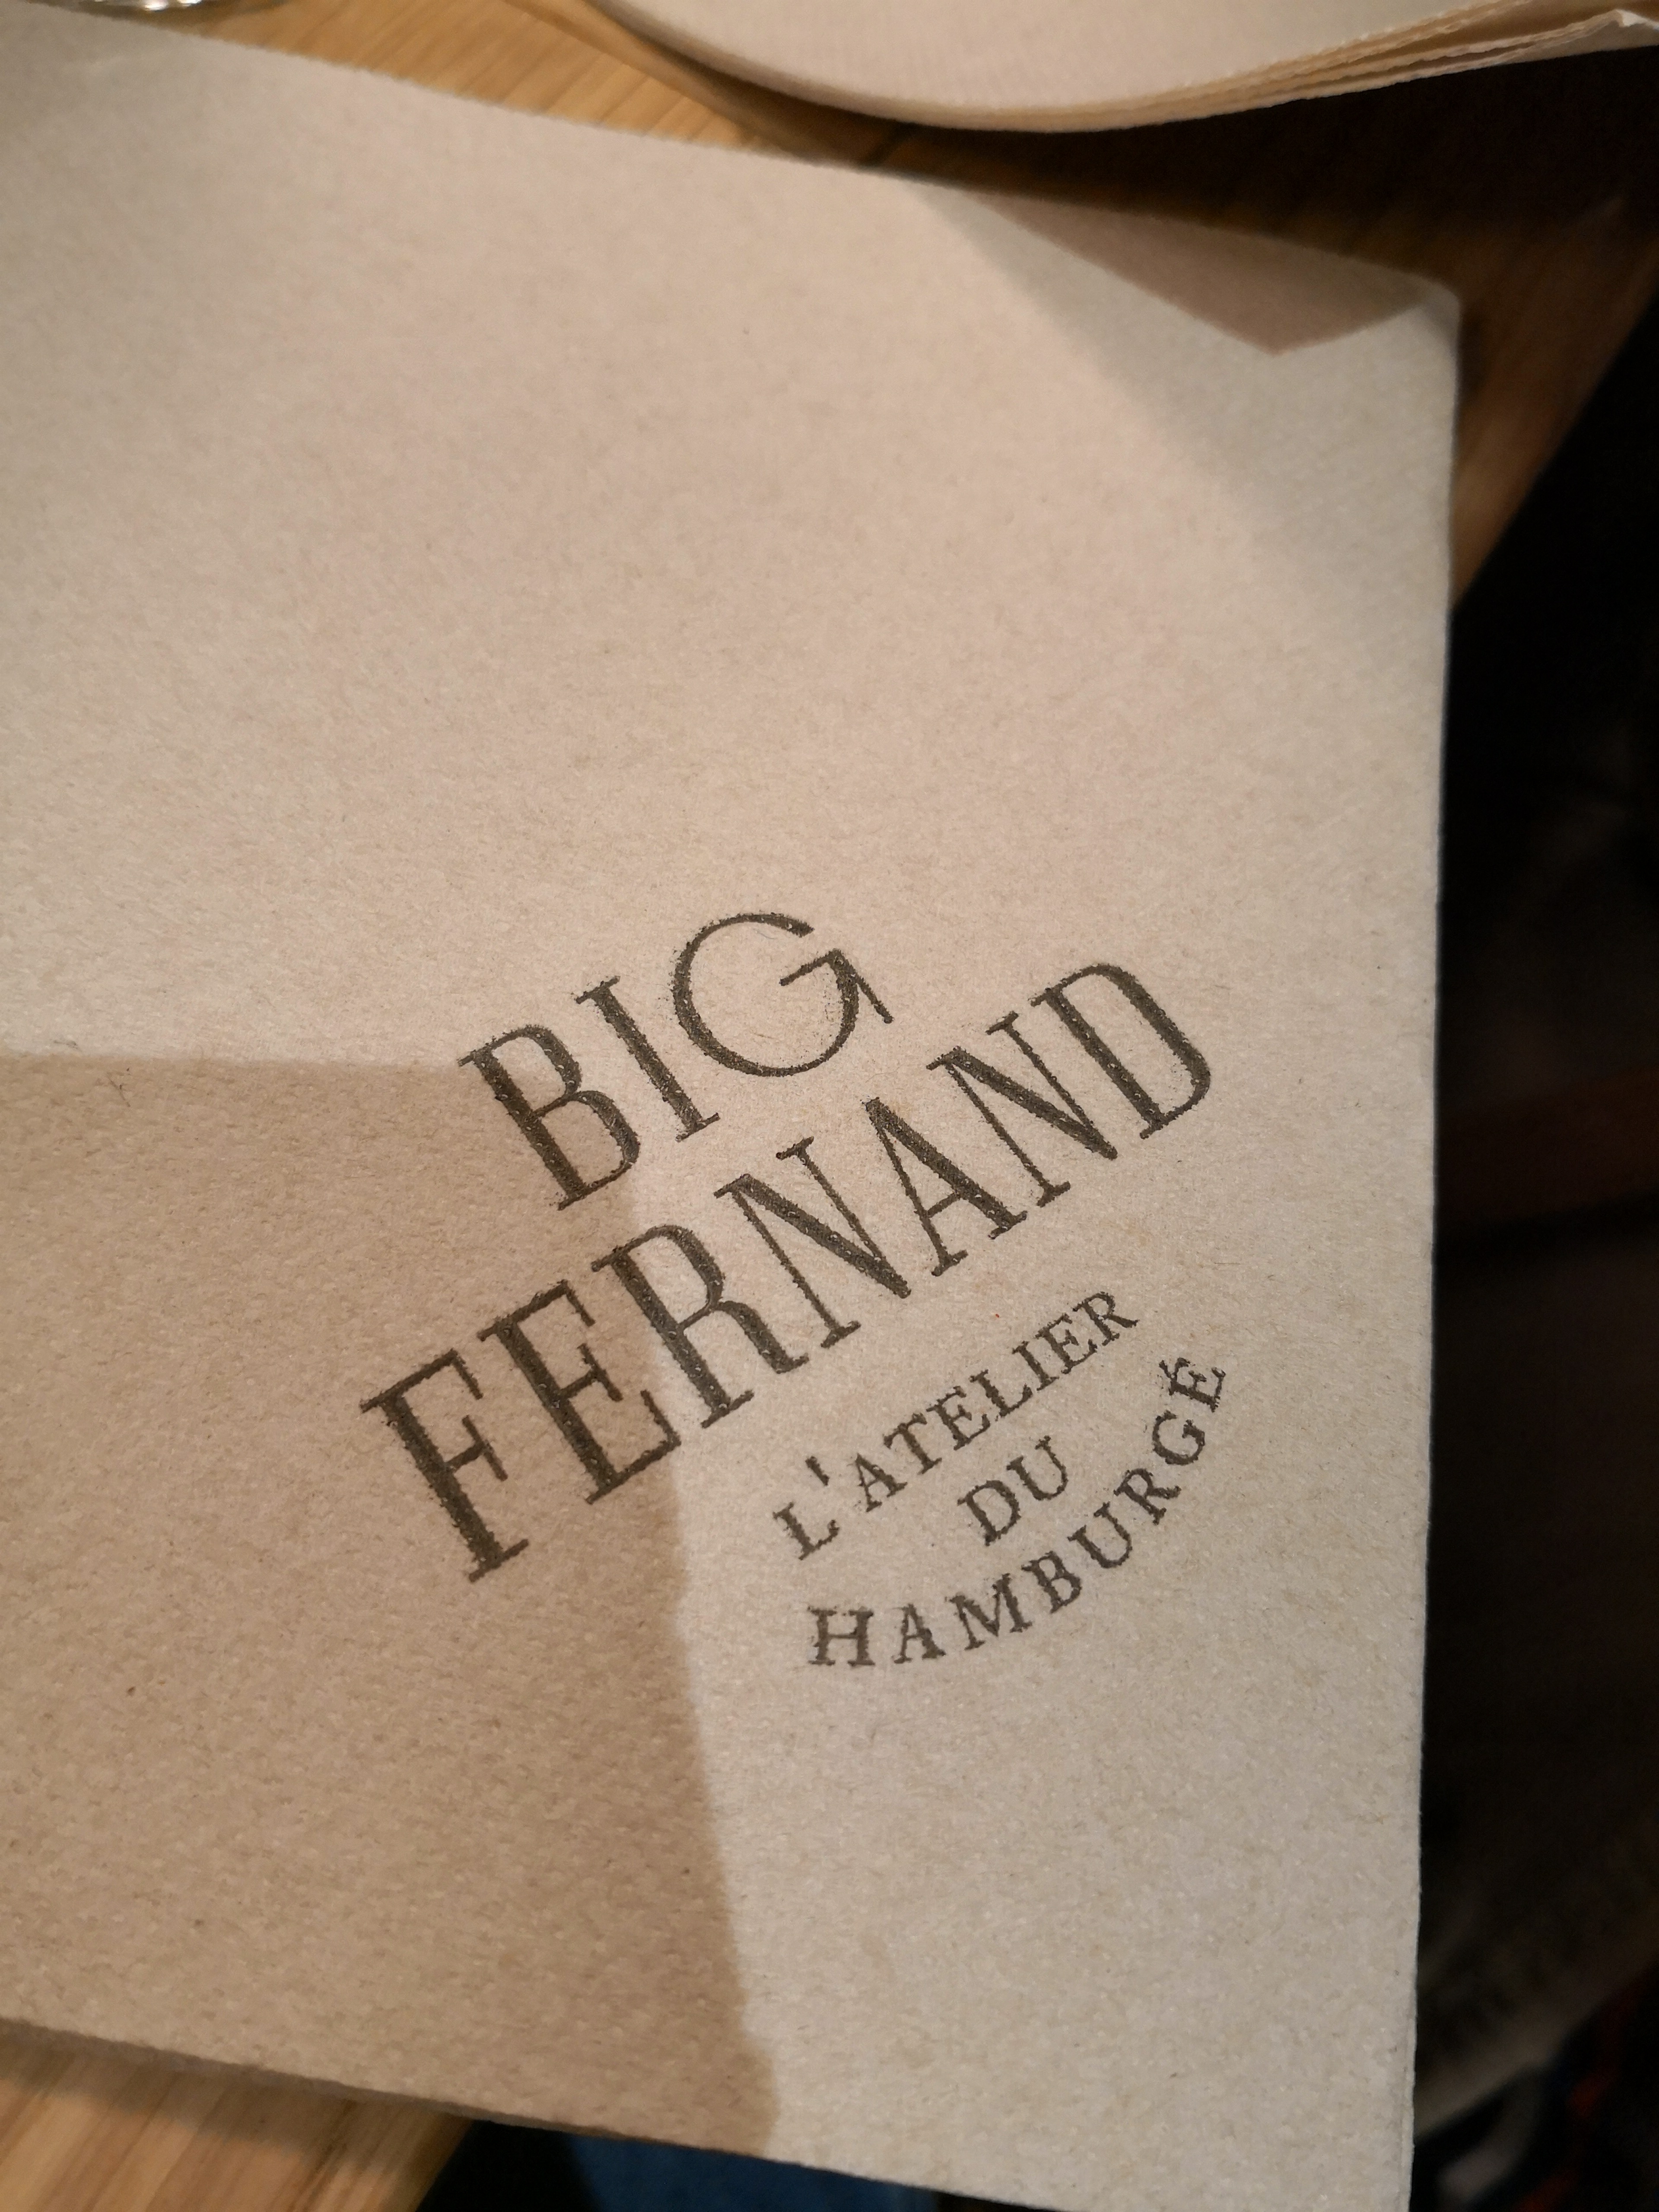 BIG
FERNAND
L'ATELIER
DU
HAMBURGÉ